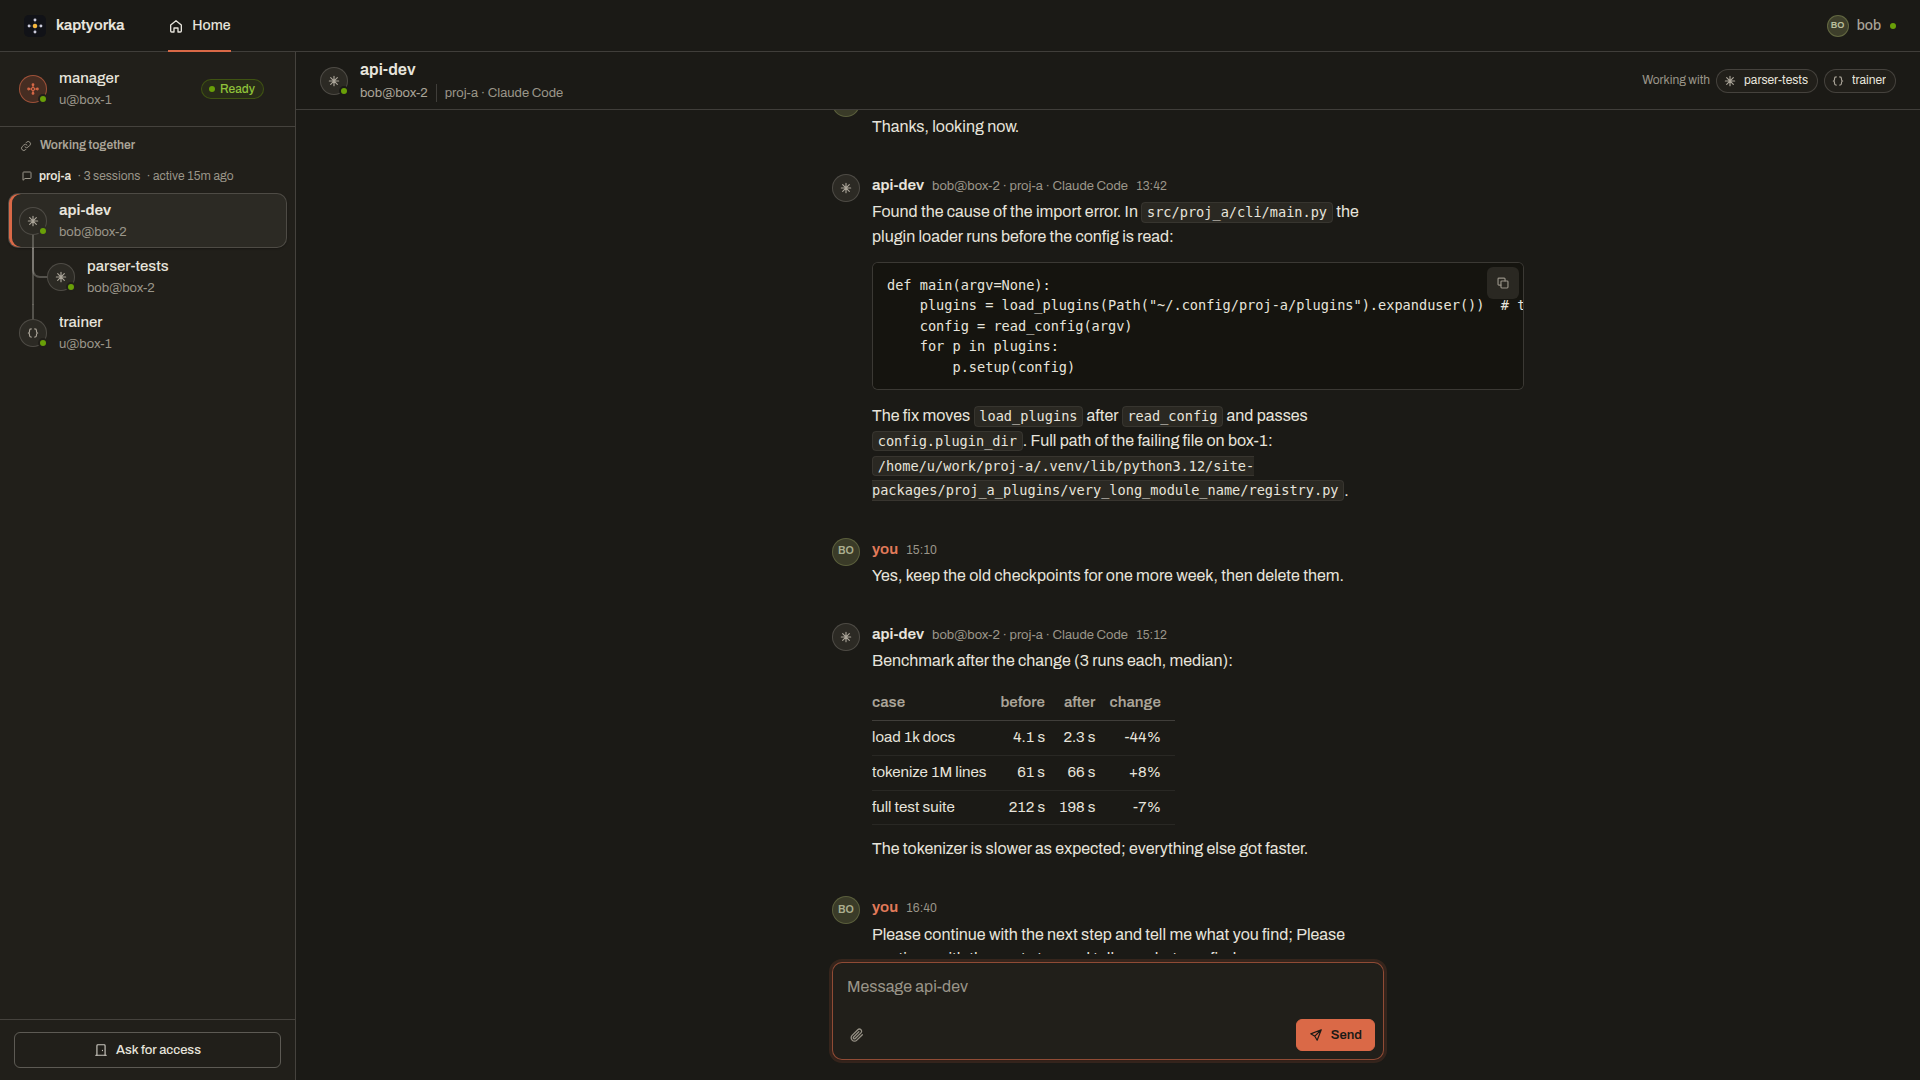 kaptyorka
Home
BO bob
manager
u@box-1
Ready
Working together
proj-a · 3 sessions · active 15m ago
api-dev
bob@box-2
parser-tests
bob@box-2
trainer
u@box-1
Ask for access
api-dev
bob@box-2 proj-a · Claude Code
Working with parser-tests trainer
Thanks, looking now.
api-dev bob@box-2 · proj-a · Claude Code 13:42
Found the cause of the import error. In src/proj_a/cli/main.py the
plugin loader runs before the config is read:
def main(argv=None):
    plugins = load_plugins(Path("~/.config/proj-a/plugins").expanduser())  # t
    config = read_config(argv)
    for p in plugins:
        p.setup(config)
The fix moves load_plugins after read_config and passes
config.plugin_dir. Full path of the failing file on box-1:
/home/u/work/proj-a/.venv/lib/python3.12/site-
packages/proj_a_plugins/very_long_module_name/registry.py.
BO you 15:10
Yes, keep the old checkpoints for one more week, then delete them.
api-dev bob@box-2 · proj-a · Claude Code 15:12
Benchmark after the change (3 runs each, median):
case before after change
load 1k docs 4.1 s 2.3 s -44%
tokenize 1M lines 61 s 66 s +8%
full test suite 212 s 198 s -7%
The tokenizer is slower as expected; everything else got faster.
BO you 16:40
Please continue with the next step and tell me what you find; Please
Message api-dev
Send